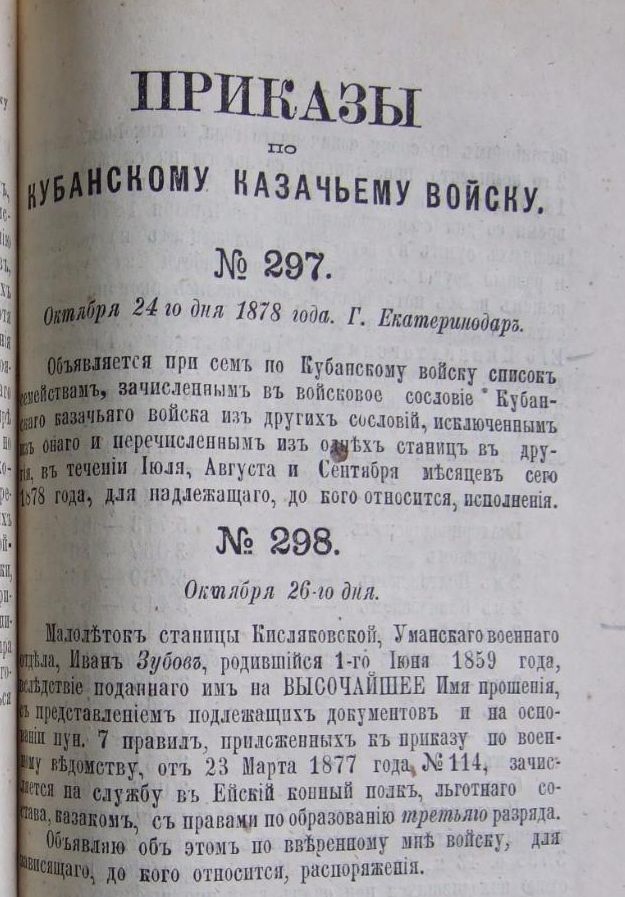 ПРИКАЗЫ
ПО
КУБАНСКОМУ КАЗАЧЬЕМУ ВОЙСКУ.
№ 297.
Октября 24 го дня 1878 года. Г. Екатеринодаръ.
Объявляется при семъ по Кубанскому войску списокъ
семействамъ, зачисленнымъ въ войсковое сословіе Кубан-
скаго казачьяго войска изъ другихъ сословій, исключеннымъ
изъ онаго и перечисленнымъ изъ однѣхъ станицъ въ дру-
гія, въ теченіи Іюля, Августа и Сентября мѣсяцевъ сего
1878 года, для надлежащаго, до кого относится, исполненія.
№ 298.
Октября 26-го дня.
Малолѣтокъ станицы Кисляковской, Уманскаго военнаго
отдѣла, Иванъ Зубовъ, родившійся 1-го Іюня 1859 года,
вслѣдствіе поданнаго имъ на ВЫСОЧАЙШЕЕ Имя прошенія,
съ представленіемъ подлежащихъ документовъ и на осно-
ваніи пун. 7 правилъ, приложенныхъ къ приказу по воен-
ному вѣдомству, отъ 23 Марта 1877 года, № 114, зачис-
ляется на службу въ Ейскій конный полкъ, льготнаго со-
става, казакомъ, съ правами по образованію третьяго разряда.
Объявляю объ этомъ по ввѣренному мнѣ войску, для
зависящаго, до кого относится, распоряженія.